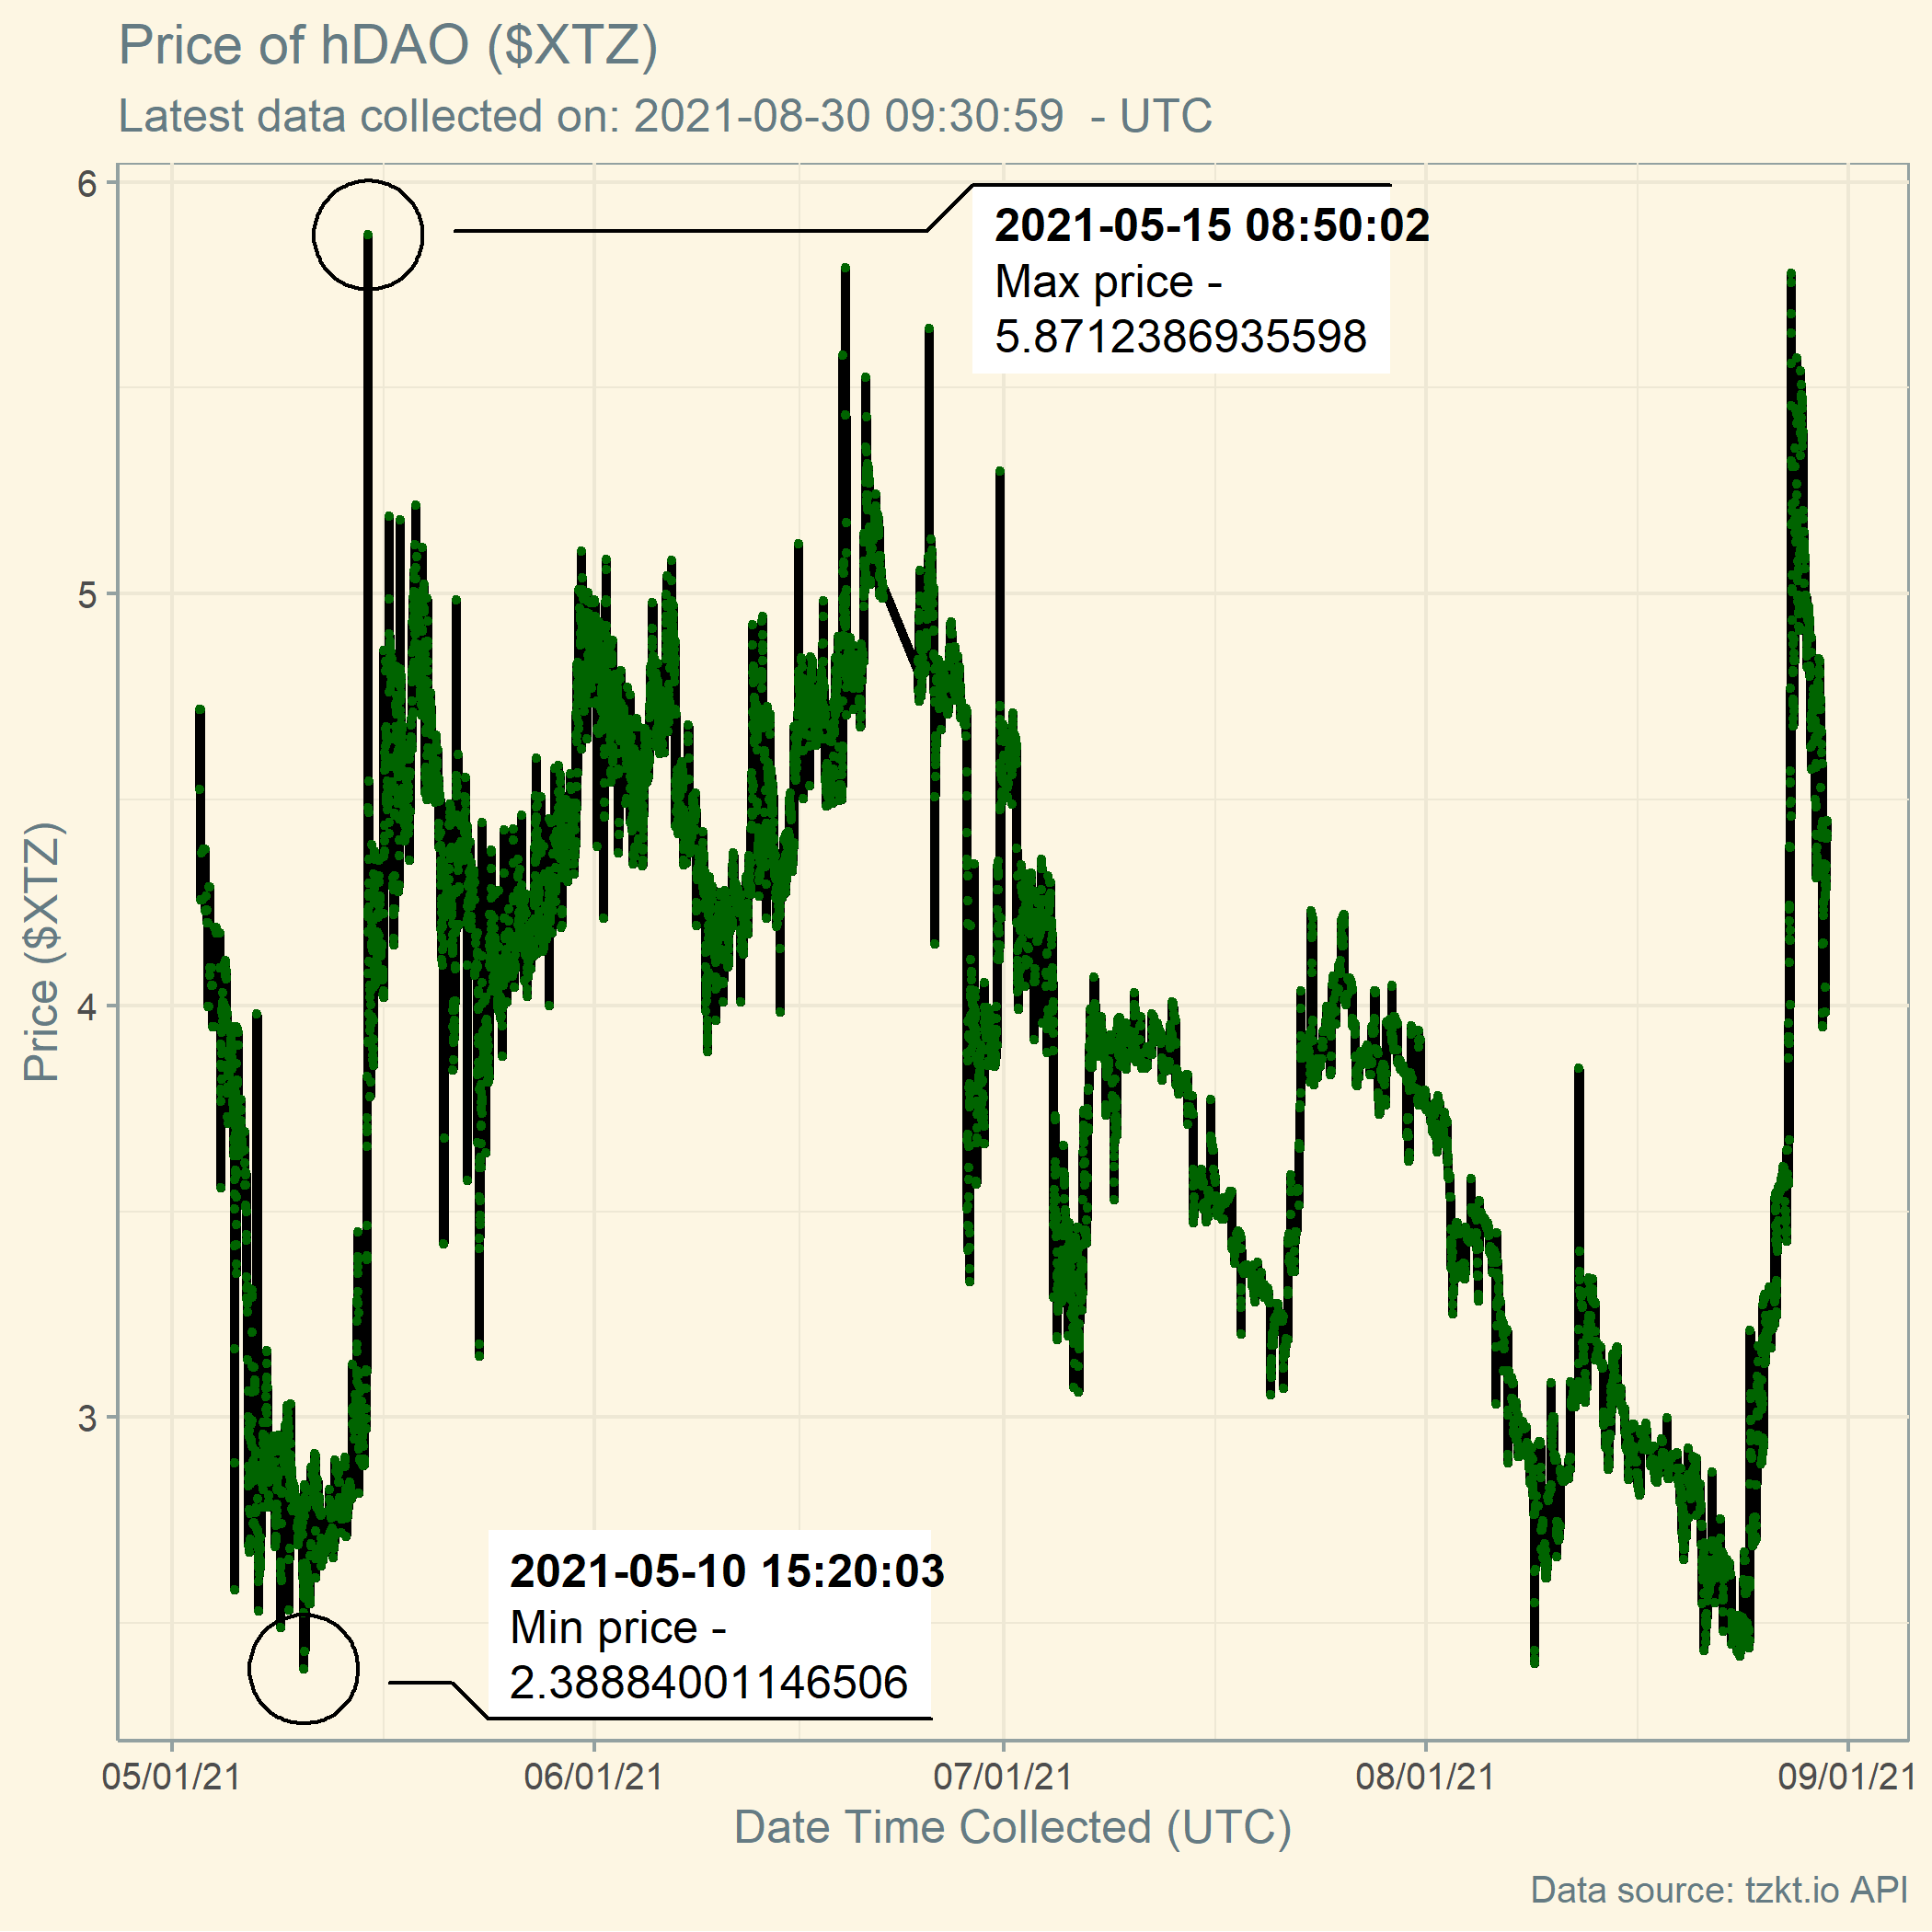 Price of hDAO ($XTZ)
Latest data collected on: 2021-08-30 09:30:59  - UTC
6
5
4
3
Price ($XTZ)
2021-05-15 08:50:02
Max price -
5.8712386935598
2021-05-10 15:20:03
Min price -
2.38884001146506
05/01/21
06/01/21
07/01/21
08/01/21
09/01/21
Date Time Collected (UTC)
Data source: tzkt.io API